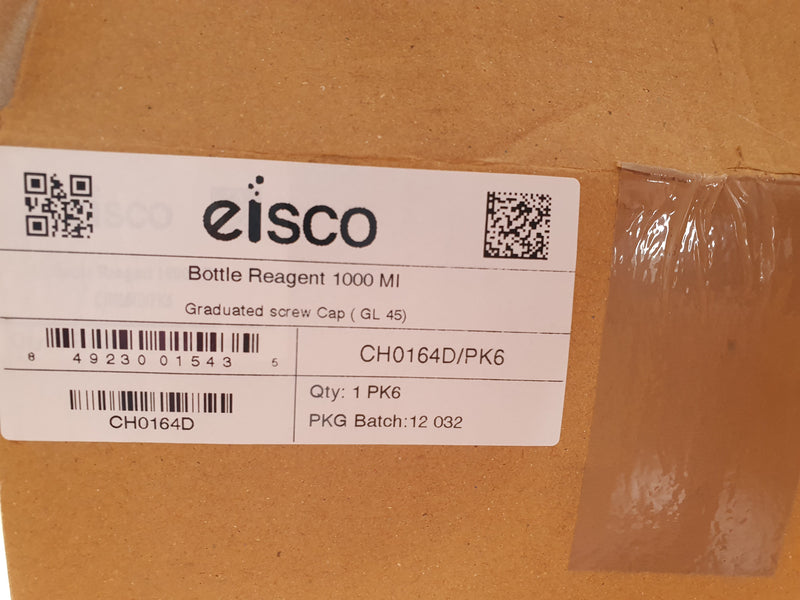 eisco
Bottle Reagent 1000 Ml
Graduated screw Cap ( GL 45)
8 49230 01543 5
CH0164D/PK6
CH0164D
Qty: 1 PK6
PKG Batch:12 032